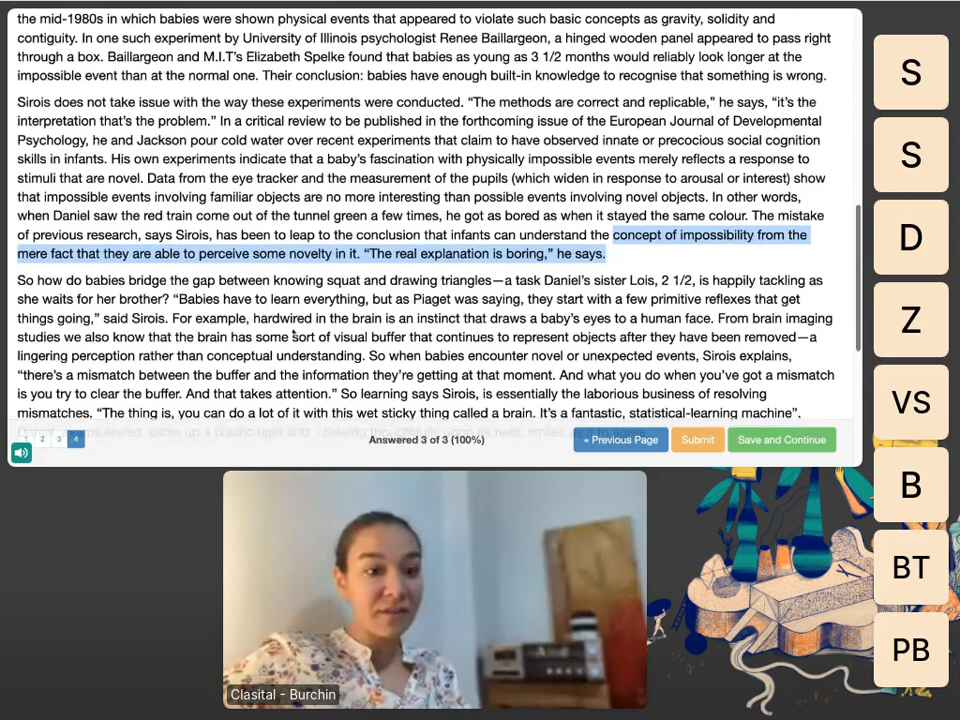 the mid-1980s in which babies were shown physical events that appeared to violate such basic concepts as gravity, solidity and
contiguity. In one such experiment by University of Illinois psychologist Renee Baillargeon, a hinged wooden panel appeared to pass right
through a box. Baillargeon and M.I.T's Elizabeth Spelke found that babies as young as 3 1/2 months would reliably look longer at the
impossible event than at the normal one. Their conclusion: babies have enough built-in knowledge to recognise that something is wrong.
Sirois does not take issue with the way these experiments were conducted. “The methods are correct and replicable,” he says, “it's the
interpretation that's the problem.” In a critical review to be published in the forthcoming issue of the European Journal of Developmental
Psychology, he and Jackson pour cold water over recent experiments that claim to have observed innate or precocious social cognition
skills in infants. His own experiments indicate that a baby's fascination with physically impossible events merely reflects a response to
stimuli that are novel. Data from the eye tracker and the measurement of the pupils (which widen in response to arousal or interest) show
that impossible events involving familiar objects are no more interesting than possible events involving novel objects. In other words,
when Daniel saw the red train come out of the tunnel green a few times, he got as bored as when it stayed the same colour. The mistake
of previous research, says Sirois, has been to leap to the conclusion that infants can understand the concept of impossibility from the
mere fact that they are able to perceive some novelty in it. “The real explanation is boring,” he says.
So how do babies bridge the gap between knowing squat and drawing triangles—a task Daniel's sister Lois, 2 1/2, is happily tackling as
she waits for her brother? “Babies have to learn everything, but as Piaget was saying, they start with a few primitive reflexes that get
things going,” said Sirois. For example, hardwired in the brain is an instinct that draws a baby's eyes to a human face. From brain imaging
studies we also know that the brain has some sort of visual buffer that continues to represent objects after they have been removed—a
lingering perception rather than conceptual understanding. So when babies encounter novel or unexpected events, Sirois explains,
“there's a mismatch between the buffer and the information they're getting at that moment. And what you do when you've got a mismatch
is you try to clear the buffer. And that takes attention.” So learning says Sirois, is essentially the laborious business of resolving
mismatches. “The thing is, you can do a lot of it with this wet sticky thing called a brain. It's a fantastic, statistical-learning machine”.
1 2 3 4
Answered 3 of 3 (100%)
« Previous Page
Submit
Save and Continue
Clasital - Burchin
S
S
D
Z
VS
B
BT
PB